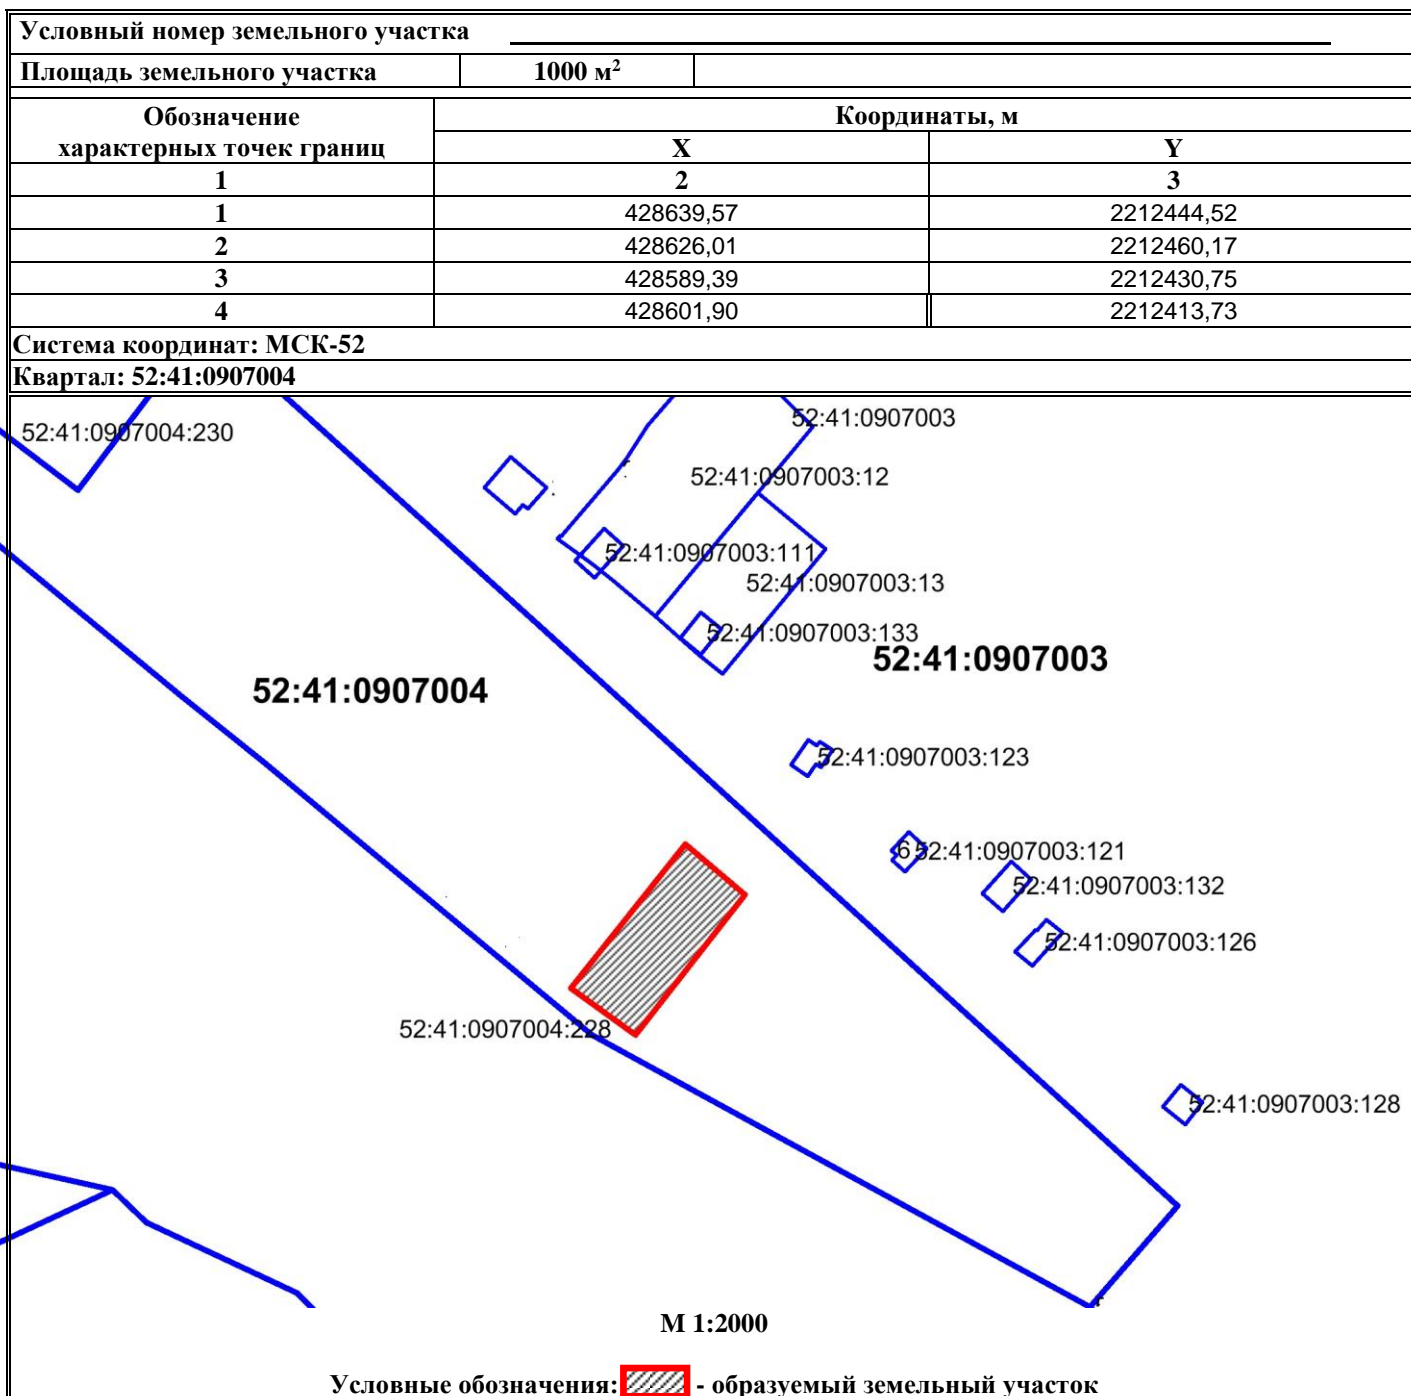 Условный номер земельного участка
Площадь земельного участка 1000 м²
Обозначение характерных точек границ Координаты, м
X Y
1 2 3
1 428639,57 2212444,52
2 428626,01 2212460,17
3 428589,39 2212430,75
4 428601,90 2212413,73
Система координат: МСК-52
Квартал: 52:41:0907004
52:41:0907003
52:41:0907004:230
52:41:0907003:12
52:41:0907003:111
52:41:0907003:13
52:41:0907003:133
52:41:0907003
52:41:0907004
52:41:0907003:123
6 52:41:0907003:121
52:41:0907003:132
52:41:0907003:126
52:41:0907004:228
52:41:0907003:128
М 1:2000
Условные обозначения: - образуемый земельный участок